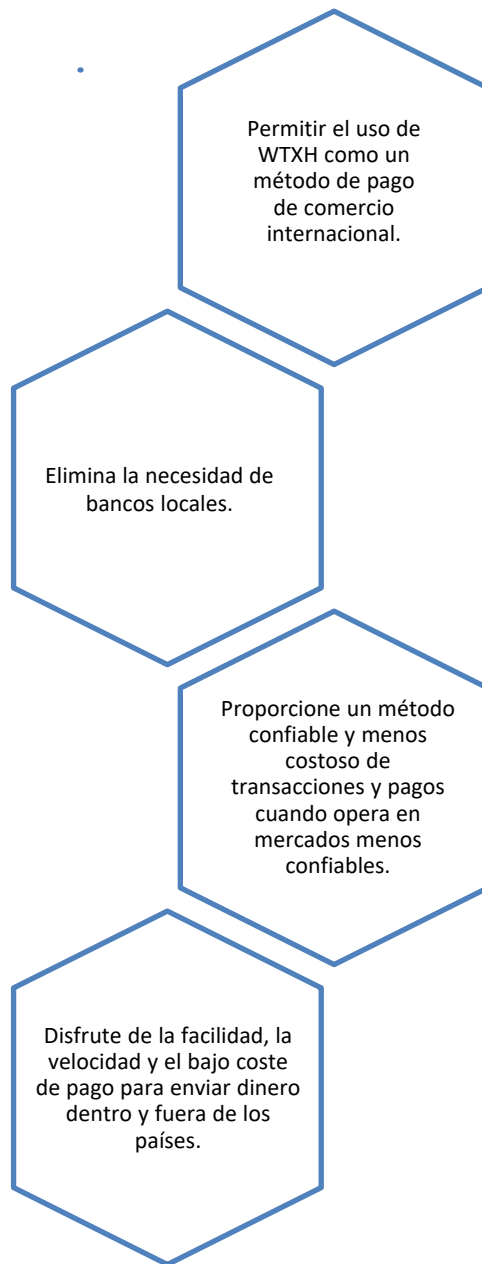 Permitir el uso de
WTXH como un
método de pago
de comercio
internacional.
Elimina la necesidad de
bancos locales.
Proporcione un método
confiable y menos
costoso de
transacciones y pagos
cuando opera en
mercados menos
confiables.
Disfrute de la facilidad, la
velocidad y el bajo coste
de pago para enviar dinero
dentro y fuera de los
países.